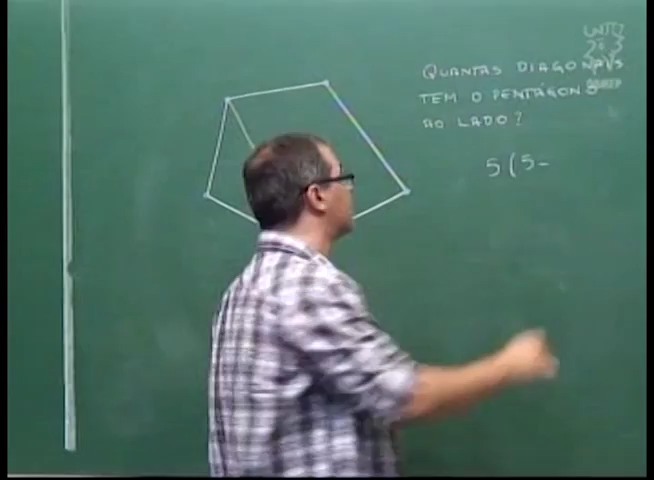 QUANTAS DIAGONAIS
TEM O PENTÁGONO
AO LADO?
5(5-